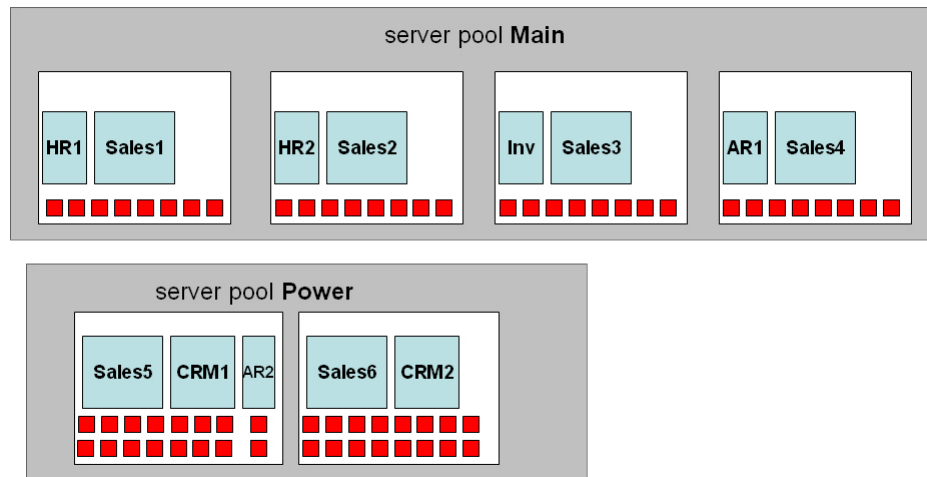 server pool Main
HR1 Sales1 HR2 Sales2 Inv Sales3 AR1 Sales4
server pool Power
Sales5 CRM1 AR2 Sales6 CRM2